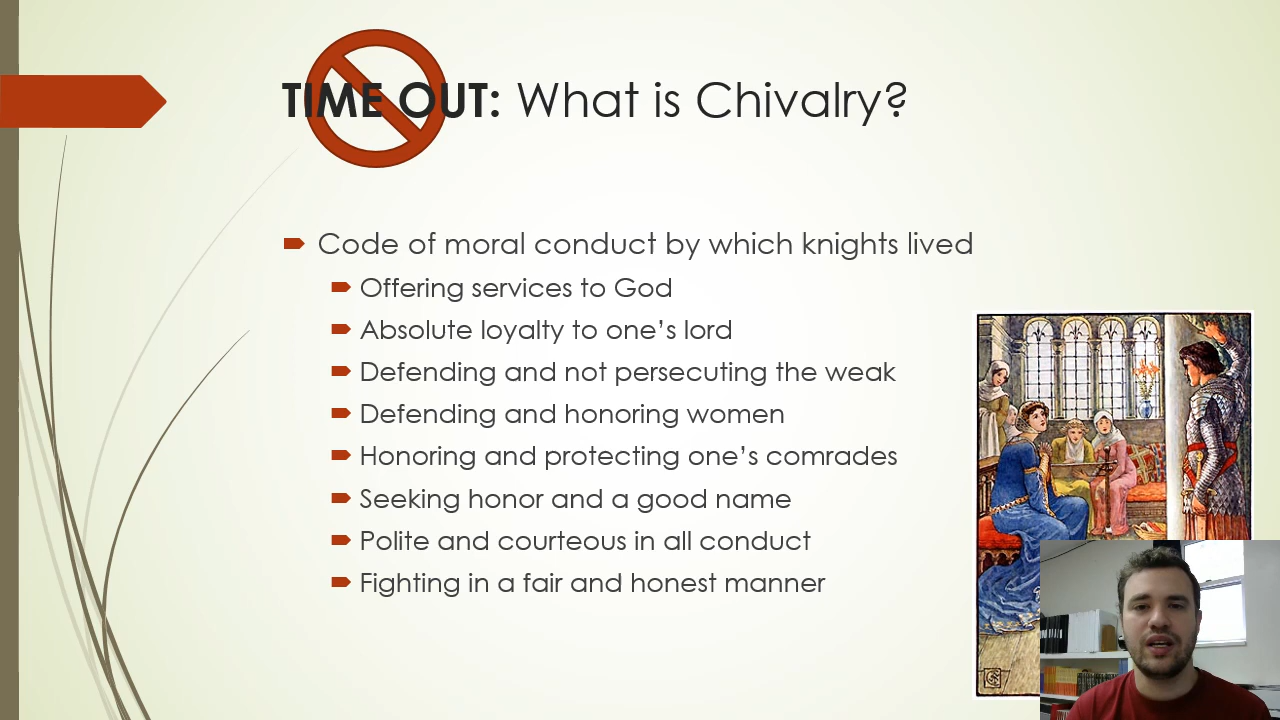 TIME OUT: What is Chivalry?
Code of moral conduct by which knights lived
Offering services to God
Absolute loyalty to one’s lord
Defending and not persecuting the weak
Defending and honoring women
Honoring and protecting one’s comrades
Seeking honor and a good name
Polite and courteous in all conduct
Fighting in a fair and honest manner